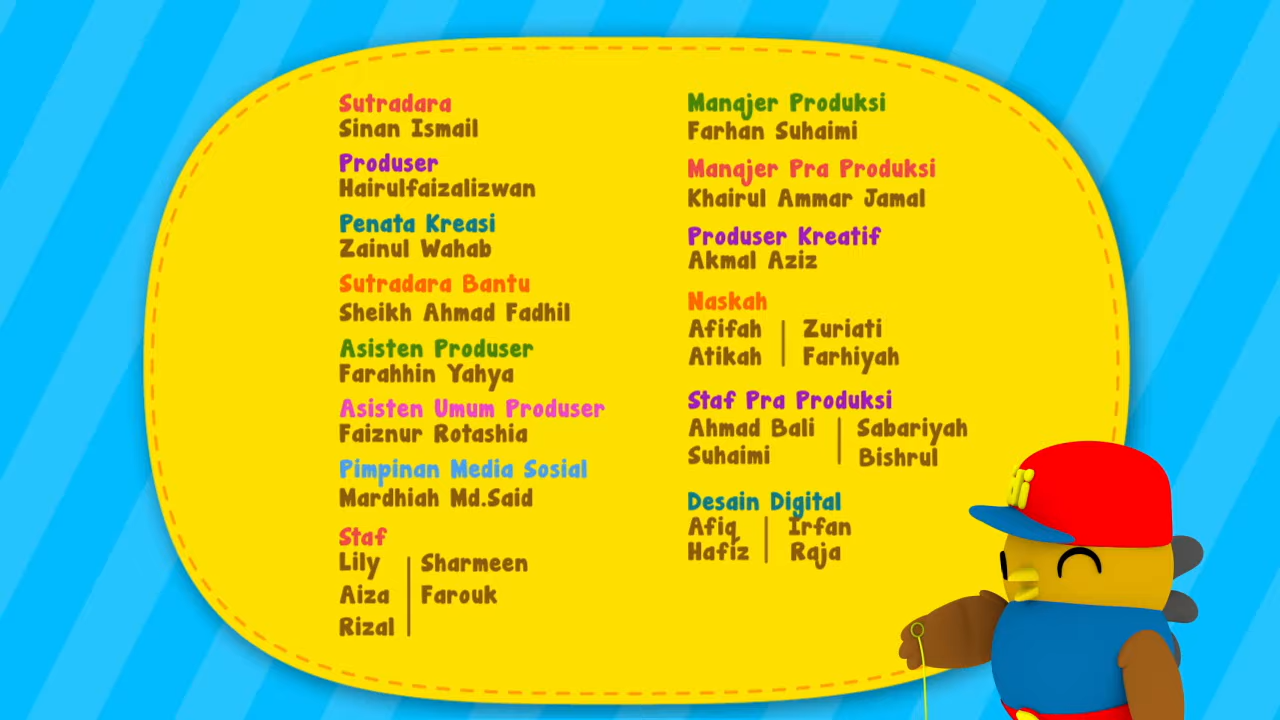 Sutradara
Sinan Ismail
Produser
Hairulfaizalizwan
Penata Kreasi
Zainul Wahab
Sutradara Bantu
Sheikh Ahmad Fadhil
Asisten Produser
Farahhin Yahya
Asisten Umum Produser
Faiznur Rotashia
Pimpinan Media Sosial
Mardhiah Md.Said
Staf
Lily | Sharmeen
Aiza | Farouk
Rizal
Manajer Produksi
Farhan Suhaimi
Manajer Pra Produksi
Khairul Ammar Jamal
Produser Kreatif
Akmal Aziz
Naskah
Afifah | Zuriati
Atikah | Farhiyah
Staf Pra Produksi
Ahmad Bali | Sabariyah
Suhaimi | Bishrul
Desain Digital
Afiq | Irfan
Hafiz | Raja